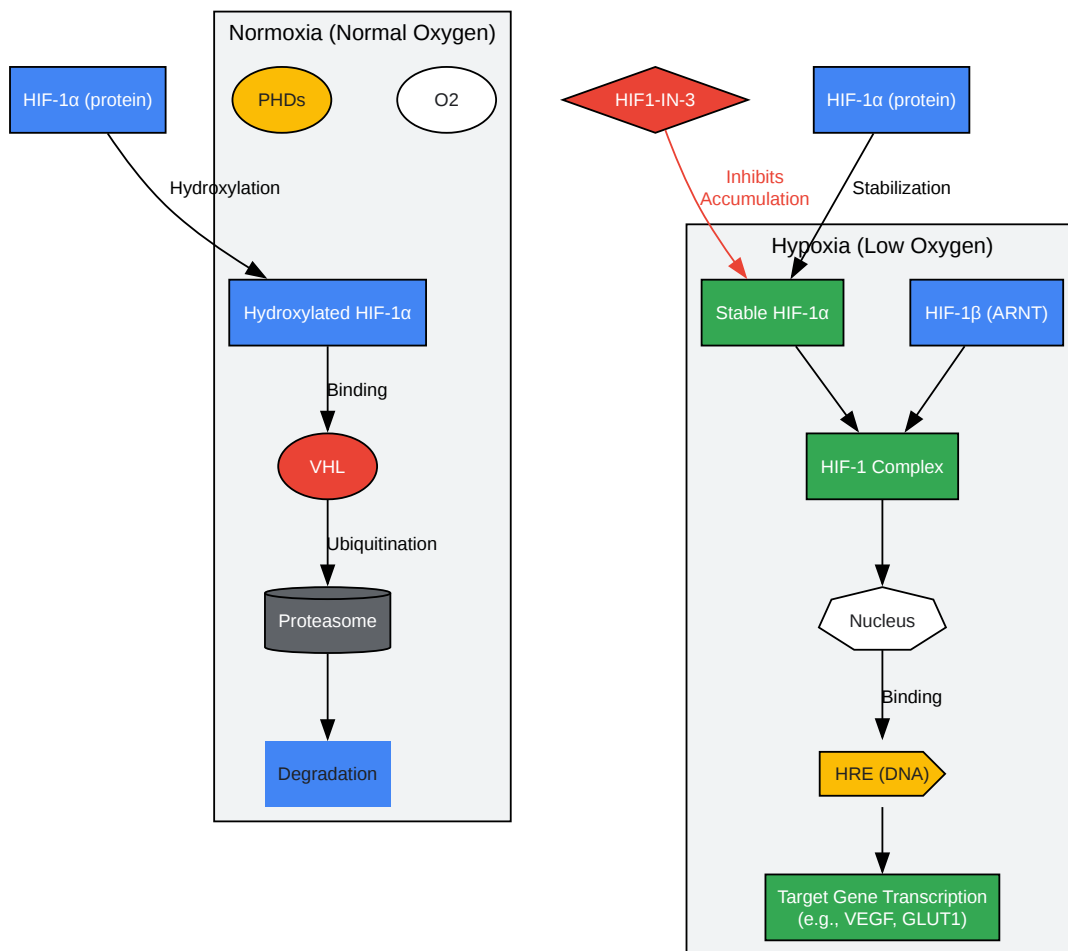 Normoxia (Normal Oxygen)
HIF-1α (protein)
PHDs
O2
Hydroxylation
Hydroxylated HIF-1α
Binding
VHL
Ubiquitination
Proteasome
Degradation
HIF1-IN-3
HIF-1α (protein)
Inhibits
Accumulation
Stabilization
Hypoxia (Low Oxygen)
Stable HIF-1α
HIF-1β (ARNT)
HIF-1 Complex
Nucleus
Binding
HRE (DNA)
Target Gene Transcription
(e.g., VEGF, GLUT1)